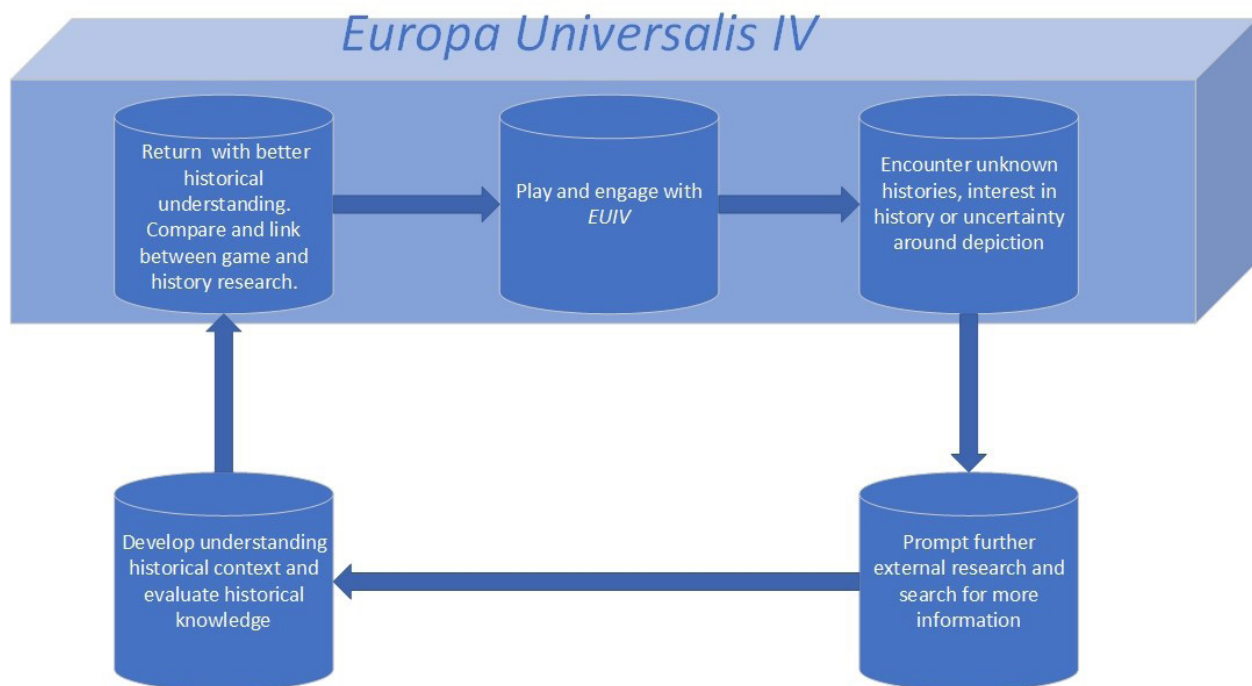 Europa Universalis IV
Return with better
historical
understanding.
Compare and link
between game and
history research.
Play and engage with
EUIV
Encounter unknown
histories, interest in
history or uncertainty
around depiction
Prompt further
external research and
search for more
information
Develop understanding
historical context and
evaluate historical
knowledge